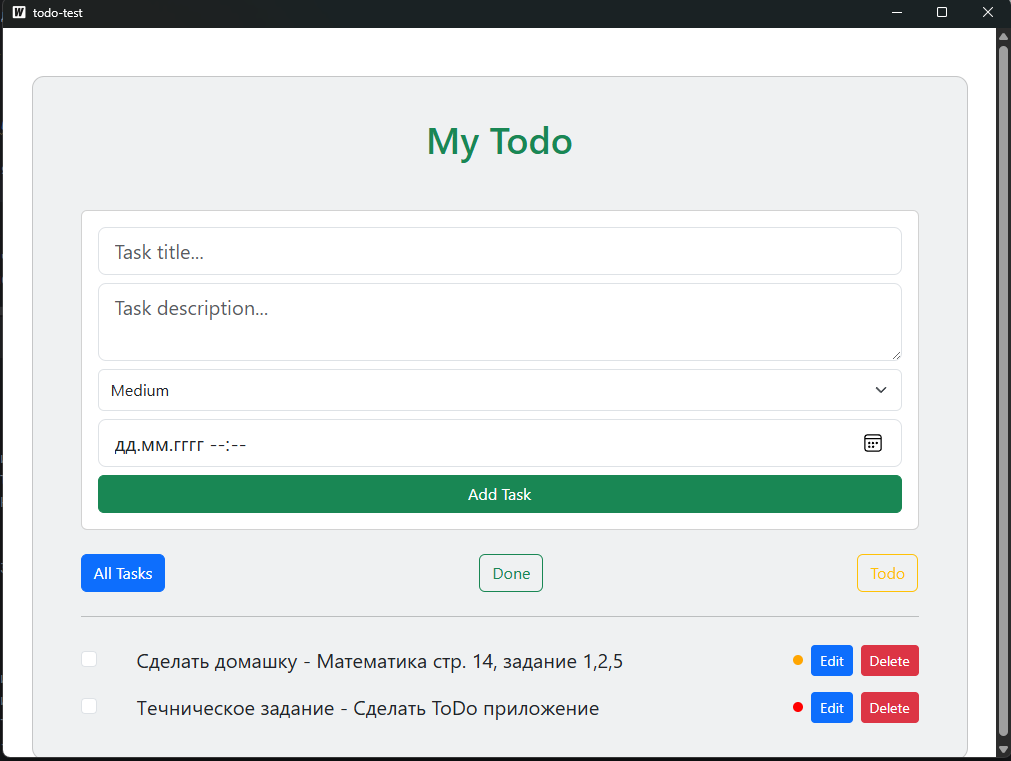 W todo-test
My Todo
Task title...
Task description...
Medium
дд.мм.гггг --:--
Add Task
All Tasks Done Todo
Сделать домашку - Математика стр. 14, задание 1,2,5 Edit Delete
Течническое задание - Сделать ToDo приложение Edit Delete